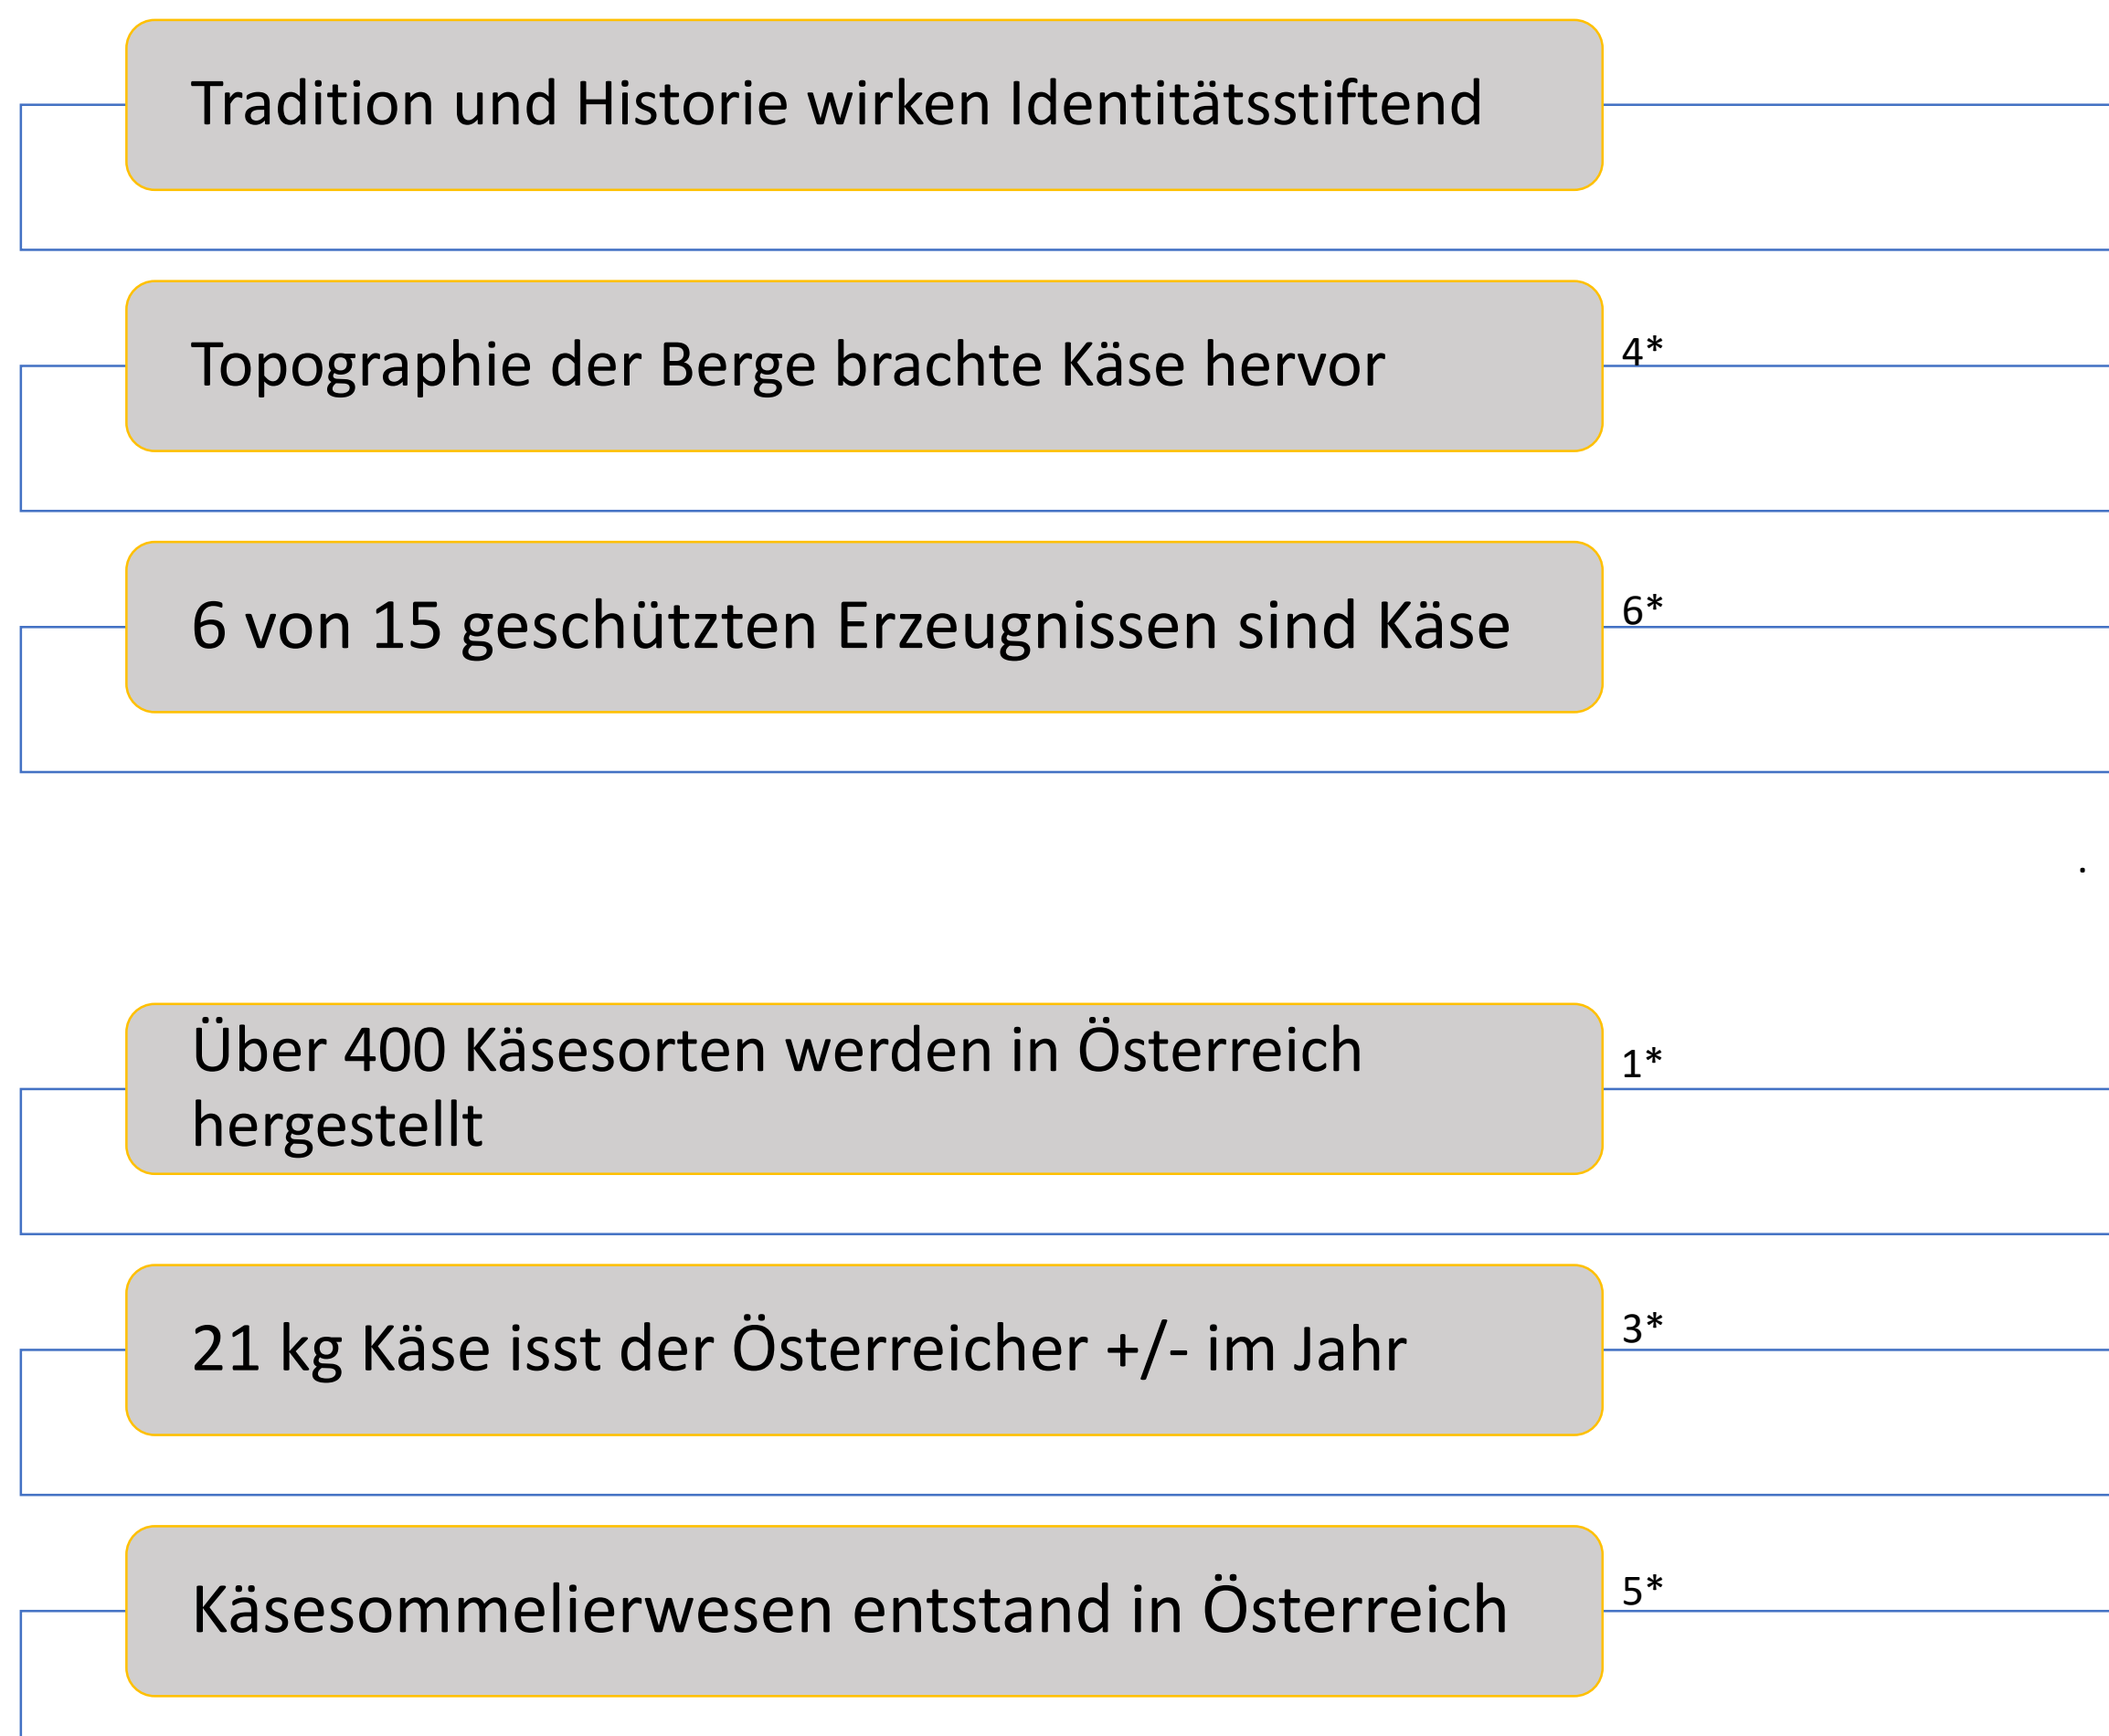 Tradition und Historie wirken Identitätsstiftend
Topographie der Berge brachte Käse hervor
4*
6 von 15 geschützten Erzeugnissen sind Käse
6*
.
Über 400 Käsesorten werden in Österreich
hergestellt
1*
21 kg Käse isst der Österreicher +/- im Jahr
3*
Käsesommelierwesen entstand in Österreich
5*